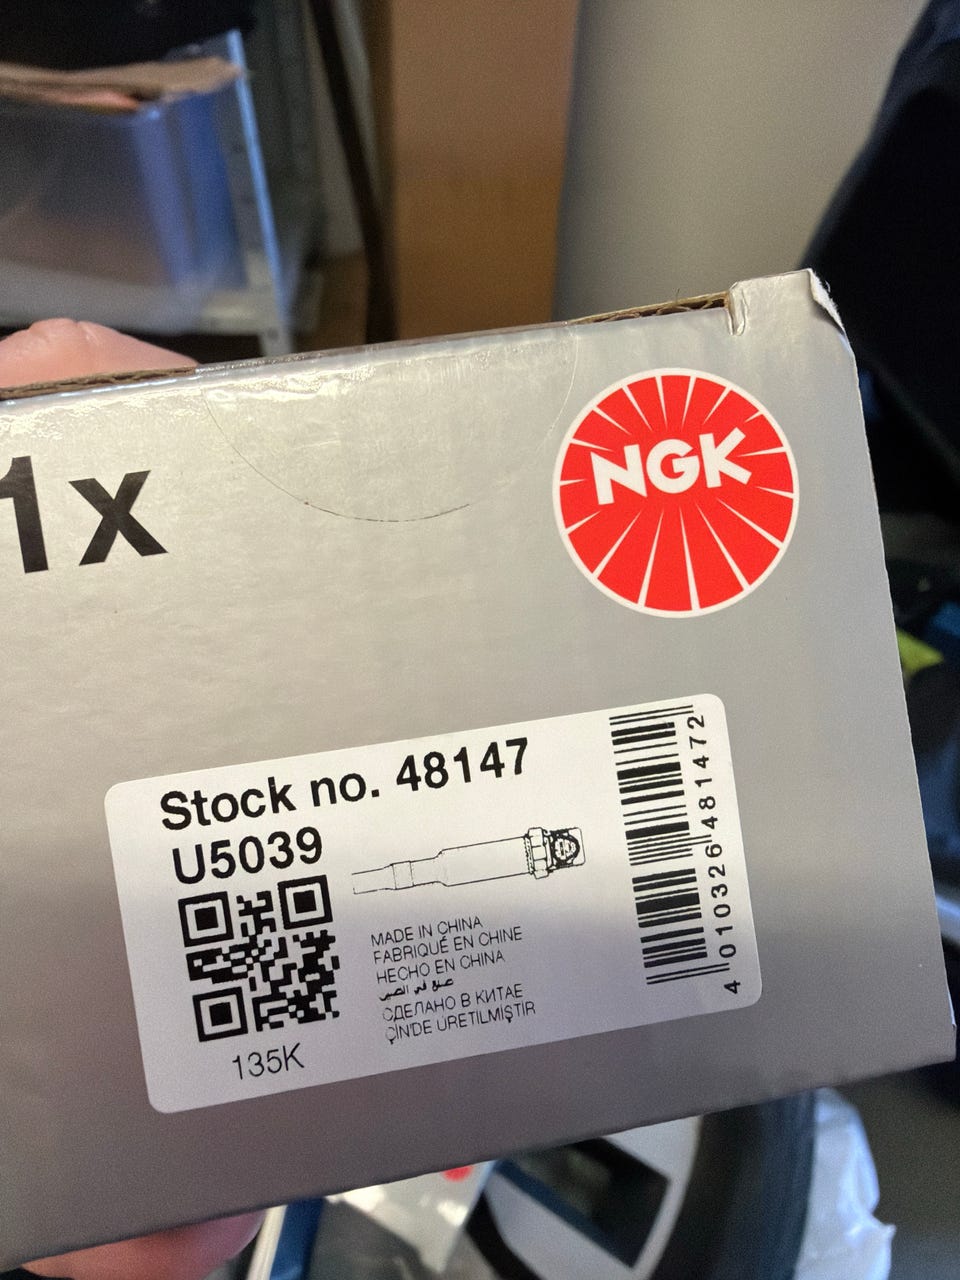 1x
NGK
Stock no. 48147
U5039
MADE IN CHINA
FABRIQUÉ EN CHINE
HECHO EN CHINA
صنع في الصين
СДЕЛАНО В КИТАЕ
ÇİN'DE ÜRETİLMİŞTİR
135K
4 010326 481472